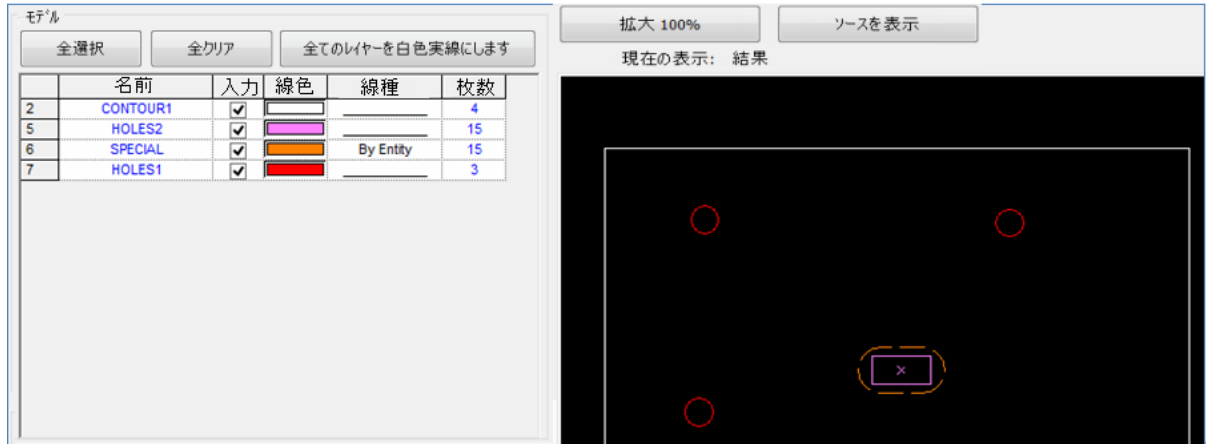 ﾓﾃﾞﾙ
全選択 全ｸﾘｱ 全てのﾚｲﾔｰを白色実線にします
名前 入力 線色 線種 枚数
2 CONTOUR1 4
5 HOLES2 15
6 SPECIAL By Entity 15
7 HOLES1 3
拡大 100% ｿｰｽを表示
現在の表示: 結果